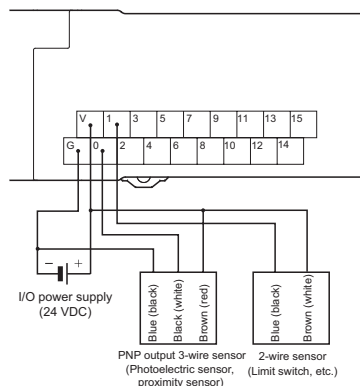 V 1 3 5 7 9 11 13 15
G 0 2 4 6 8 10 12 14
− +
I/O power supply
(24 VDC)
Blue (black)
Black (white)
Brown (red)
Blue (black)
Brown (white)
PNP output 3-wire sensor
(Photoelectric sensor,
proximity sensor)
2-wire sensor
(Limit switch, etc.)